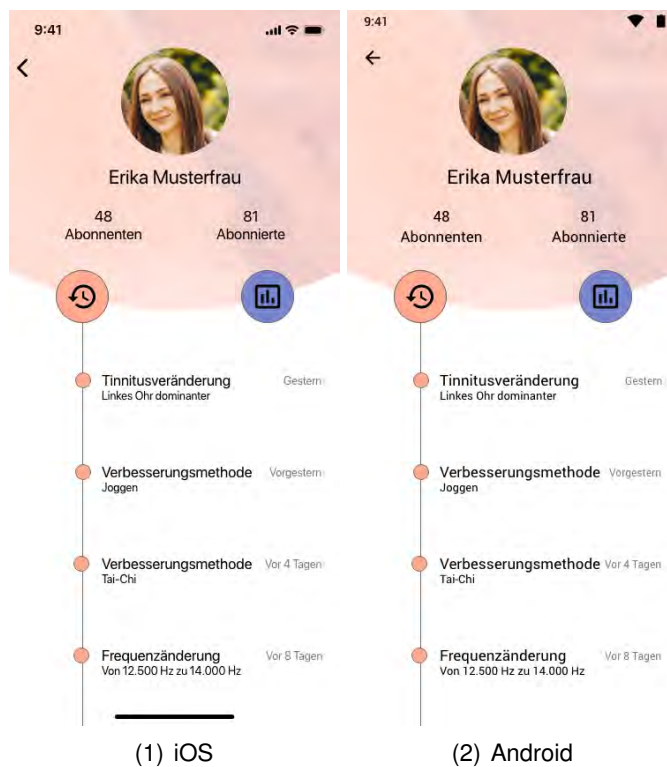 9:41
Erika Musterfrau
48 81
Abonnenten Abonnierte
Tinnitusveränderung Gestern
Linkes Ohr dominanter
Verbesserungsmethode Vorgestern
Joggen
Verbesserungsmethode Vor 4 Tagen
Tai-Chi
Frequenzänderung Vor 8 Tagen
Von 12.500 Hz zu 14.000 Hz
(1) iOS
9:41
Erika Musterfrau
48 81
Abonnenten Abonnierte
Tinnitusveränderung Gestern
Linkes Ohr dominanter
Verbesserungsmethode Vorgestern
Joggen
Verbesserungsmethode Vor 4 Tagen
Tai-Chi
Frequenzänderung Vor 8 Tagen
Von 12.500 Hz zu 14.000 Hz
(2) Android